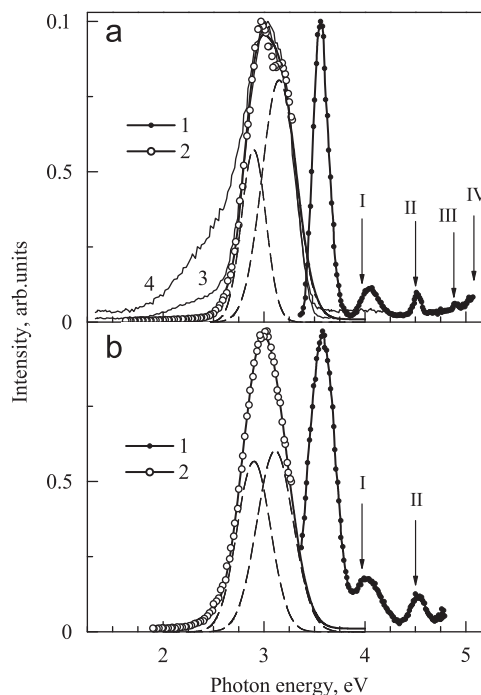 a
0.1
1
2
I
II
III
IV
4
3
0.5
0
Intensity, arb.units
b
1
2
I
II
0.5
0
2
3
4
5
Photon energy, eV